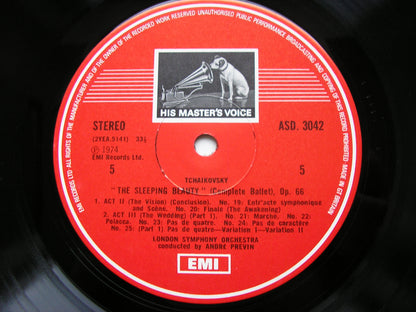 EMI RECORDS LTD · ALL RIGHTS OF THE MANUFACTURER AND OF THE OWNER OF THE RECORDED WORK RESERVED UNAUTHORISED PUBLIC PERFORMANCE BROADCASTING AND COPYING OF THIS RECORD PROHIBITED · MADE IN GT BRITAIN
HIS MASTER'S VOICE
STEREO
ASD. 3042
(2YEA.5141) 33⅓
Ⓟ 1974
EMI Records Ltd.
5
5
TCHAIKOVSKY
"THE SLEEPING BEAUTY" (Complete Ballet), Op. 66
1. ACT II (The Vision) (Conclusion). No. 19: Entr'acte symphonique
and Scène. No. 20: Finale (The Awakening)
2. ACT III (The Wedding) (Part 1). No. 21: Marche. No. 22:
Polacca. No. 23: Pas de quatre. No. 24: Pas de caractère
No. 25: (Part 1) Pas de quatre—Variation I—Variation II
LONDON SYMPHONY ORCHESTRA
conducted by ANDRÉ PREVIN
EMI